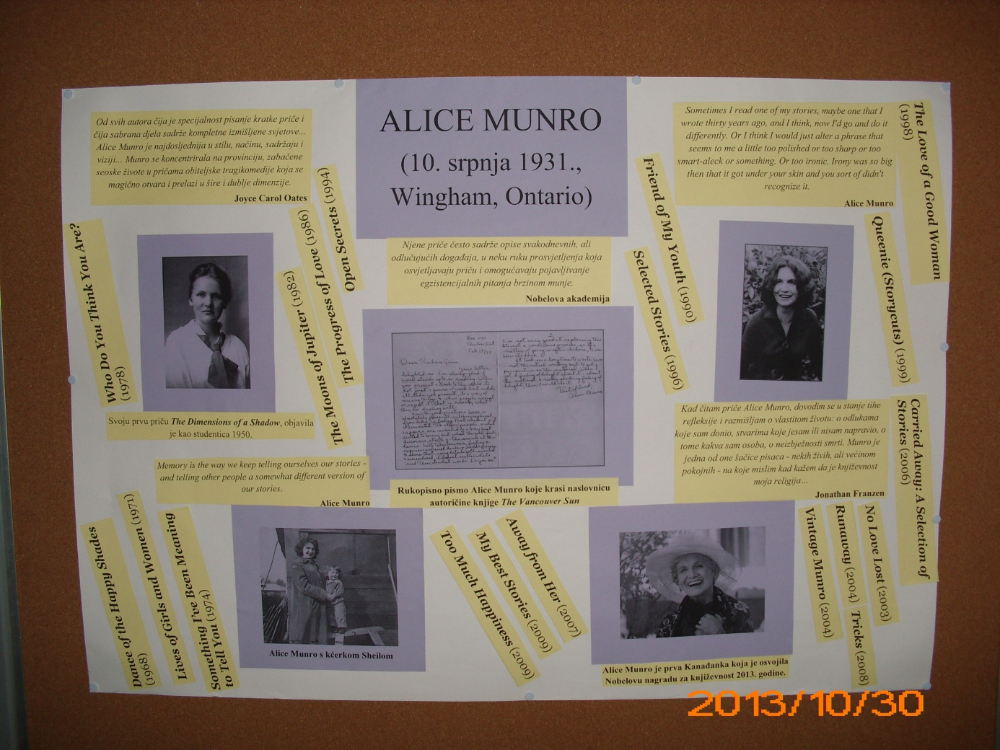 ALICE MUNRO
(10. srpnja 1931.,
Wingham, Ontario)
Od svih autora čija je specijalnost pisanje kratke priče i
čija sabrana djela sadrže kompletne izmišljene svjetove...
Alice Munro je najdosljednija u stilu, načinu, sadržaju i
viziji... Munro se koncentrirala na provinciju, zabačene
seoske živote u pričama obiteljske tragikomedije koja se
magično otvara i prelazi u šire i dublje dimenzije.
Joyce Carol Oates
Sometimes I read one of my stories, maybe one that I
wrote thirty years ago, and I think, now I'd go and do it
differently. Or I think I would just alter a phrase that
seems to me a little too polished or too sharp or too
smart-aleck or something. Or too ironic. Irony was so big
then that it got under your skin and you sort of didn't
recognize it.
Alice Munro
The Love of a Good Woman
(1998)
Who Do You Think You Are?
(1978)
The Moons of Jupiter (1982)
The Progress of Love (1986)
Open Secrets (1994)
Njene priče često sadrže opise svakodnevnih, ali
odlučujućih događaja, u neku ruku prosvjetljenja koja
osvjetljavaju priču i omogućavaju pojavljivanje
egzistencijalnih pitanja brzinom munje.
Nobelova akademija
Friend of My Youth (1990)
Selected Stories (1996)
Queenie (Storycuts) (1999)
Svoju prvu priču The Dimensions of a Shadow, objavila
je kao studentica 1950.
Dear
Alice Munro
Rukopisno pismo Alice Munro koje krasi naslovnicu
autoričine knjige The Vancouver Sun
Kad čitam priče Alice Munro, dovodim se u stanje tihe
refleksije i razmišljam o vlastitom životu: o odlukama
koje sam donio, stvarima koje jesam ili nisam napravio, o
tome kakva sam osoba, o neizbježnosti smrti. Munro je
jedna od one šačice pisaca - nekih živih, ali većinom
pokojnih - na koje mislim kad kažem da je književnost
moja religija...
Jonathan Franzen
Carried Away: A Selection of
Stories (2006)
Memory is the way we keep telling ourselves our stories -
and telling other people a somewhat different version of
our stories.
Alice Munro
Dance of the Happy Shades
(1968)
Lives of Girls and Women (1971)
Something I've Been Meaning
to Tell You (1974)
Alice Munro s kćerkom Sheilom
Too Much Happiness (2009)
My Best Stories (2009)
Away from Her (2007)
Alice Munro je prva Kanađanka koja je osvojila
Nobelovu nagradu za književnost 2013. godine.
Vintage Munro (2004)
Runaway (2004)
No Love Lost (2003)
Tricks (2008)
2013/10/30